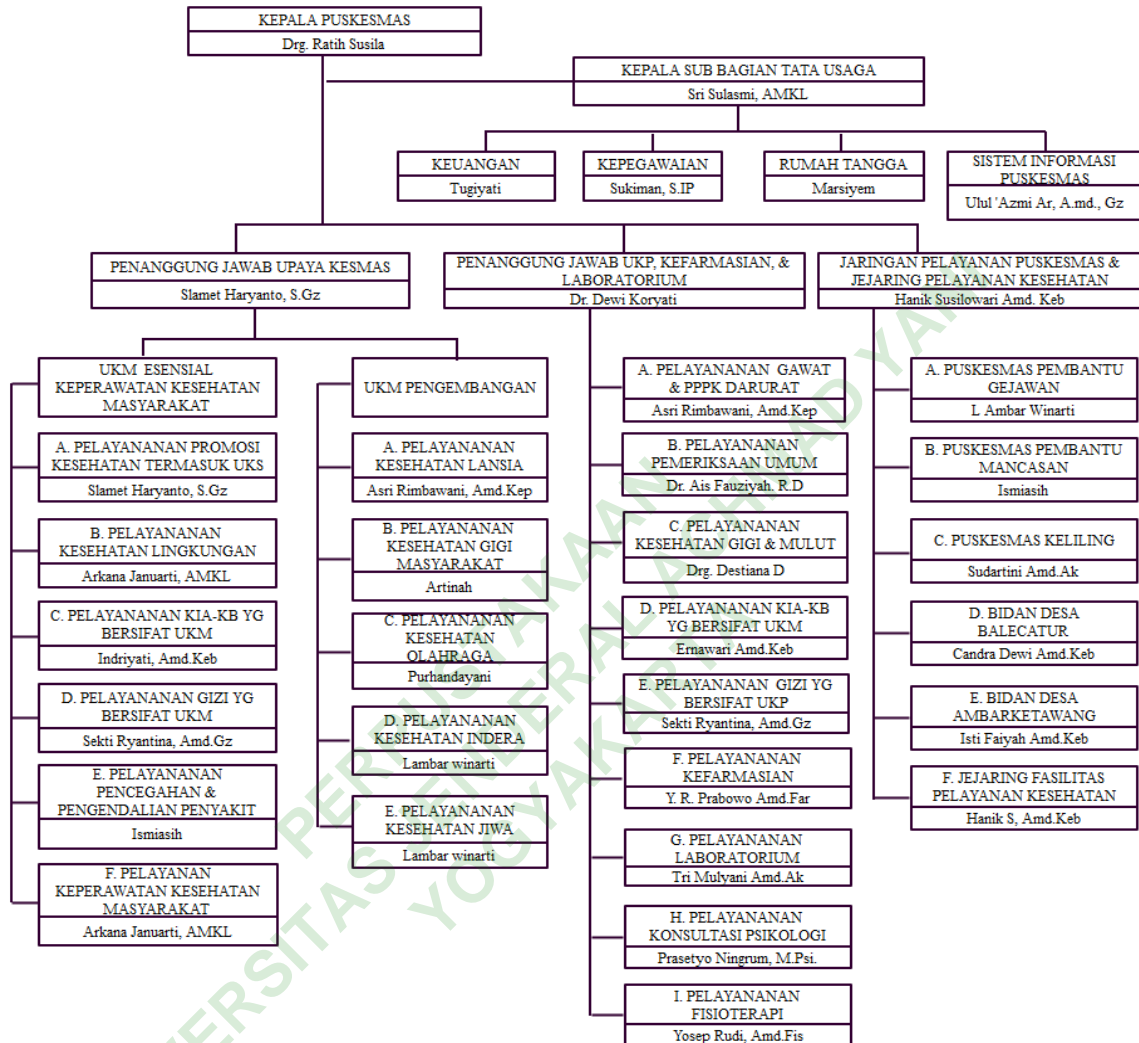 KEPALA PUSKESMAS
Drg. Ratih Susila
KEPALA SUB BAGIAN TATA USAGA
Sri Sulasmi, AMKL
KEUANGAN
Tugiyati
KEPEGAWAIAN
Sukiman, S.IP
RUMAH TANGGA
Marsiyem
SISTEM INFORMASI
PUSKESMAS
Ulul 'Azmi Ar, A.md., Gz
PENANGGUNG JAWAB UPAYA KESMAS
Slamet Haryanto, S.Gz
PENANGGUNG JAWAB UKP, KEFARMASIAN, &
LABORATORIUM
Dr. Dewi Koryati
JARINGAN PELAYANAN PUSKESMAS &
JEJARING PELAYANAN KESEHATAN
Hanik Susilowari Amd. Keb
UKM ESENSIAL
KEPERAWATAN KESEHATAN
MASYARAKAT
A. PELAYANANAN PROMOSI
KESEHATAN TERMASUK UKS
Slamet Haryanto, S.Gz
B. PELAYANANAN
KESEHATAN LINGKUNGAN
Arkana Januarti, AMKL
C. PELAYANANAN KIA-KB YG
BERSIFAT UKM
Indriyati, Amd.Keb
D. PELAYANANAN GIZI YG
BERSIFAT UKM
Sekti Ryantina, Amd.Gz
E. PELAYANANAN
PENCEGAHAN &
PENGENDALIAN PENYAKIT
Ismiasih
F. PELAYANAN
KEPERAWATAN KESEHATAN
MASYARAKAT
Arkana Januarti, AMKL
UKM PENGEMBANGAN
A. PELAYANANAN
KESEHATAN LANSIA
Asri Rimbawani, Amd.Kep
B. PELAYANANAN
KESEHATAN GIGI
MASYARAKAT
Artinah
C. PELAYANANAN
KESEHATAN
OLAHRAGA
Purhandayani
D. PELAYANANAN
KESEHATAN INDERA
Lambar winarti
E. PELAYANANAN
KESEHATAN JIWA
Lambar winarti
A. PELAYANANAN GAWAT
& PPPK DARURAT
Asri Rimbawani, Amd.Kep
B. PELAYANANAN
PEMERIKSAAN UMUM
Dr. Ais Fauziyah. R.D
C. PELAYANANAN
KESEHATAN GIGI & MULUT
Drg. Destiana D
D. PELAYANANAN KIA-KB
YG BERSIFAT UKM
Ernawari Amd.Keb
E. PELAYANANAN GIZI YG
BERSIFAT UKP
Sekti Ryantina, Amd.Gz
F. PELAYANANAN
KEFARMASIAN
Y. R. Prabowo Amd.Far
G. PELAYANANAN
LABORATORIUM
Tri Mulyani Amd.Ak
H. PELAYANANAN
KONSULTASI PSIKOLOGI
Prasetyo Ningrum, M.Psi.
I. PELAYANANAN
FISIOTERAPI
Yosep Rudi, Amd.Fis
A. PUSKESMAS PEMBANTU
GEJAWAN
L Ambar Winarti
B. PUSKESMAS PEMBANTU
MANCASAN
Ismiasih
C. PUSKESMAS KELILING
Sudartini Amd.Ak
D. BIDAN DESA
BALECATUR
Candra Dewi Amd.Keb
E. BIDAN DESA
AMBARKETAWANG
Isti Faiyah Amd.Keb
F. JEJARING FASILITAS
PELAYANAN KESEHATAN
Hanik S, Amd.Keb
PERPUSTAKAAN
ERSITAS JENDERAL ACHMAD YANI
YOGYAKARTA